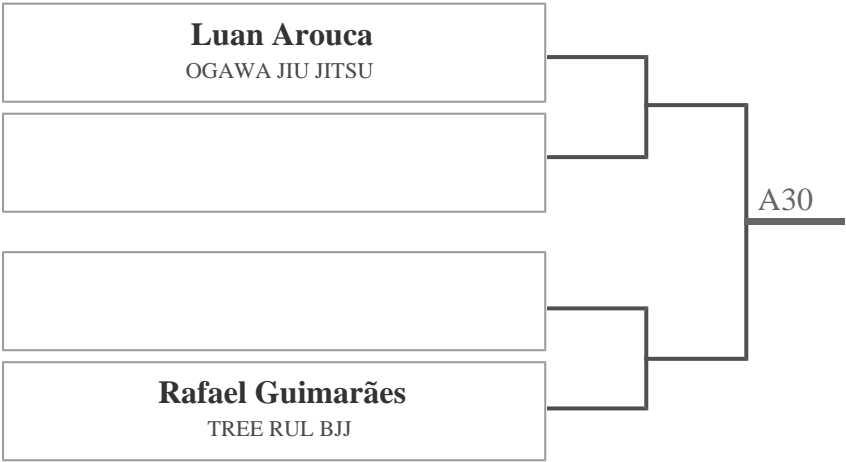 Luan Arouca
OGAWA JIU JITSU
A30
Rafael Guimarães
TREE RUL BJJ